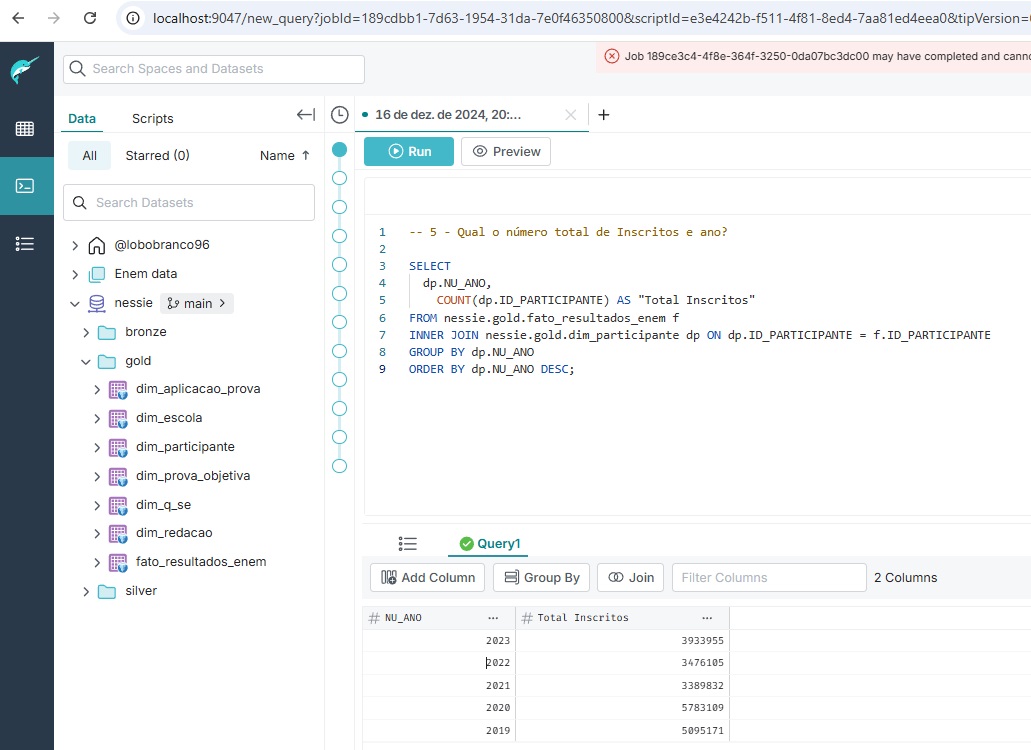 localhost:9047/new_query?jobId=189cdbb1-7d63-1954-31da-7e0f46350800&scriptId=e3e4242b-f511-4f81-8ed4-7aa81ed4eea0&tipVersion=
Search Spaces and Datasets
Job 189ce3c4-4f8e-364f-3250-0da07bc3dc00 may have completed and canno
Data
Scripts
16 de dez. de 2024, 20:...
All
Starred (0)
Name
Run
Preview
Search Datasets
@lobobranco96
Enem data
nessie
main
bronze
gold
dim_aplicacao_prova
dim_escola
dim_participante
dim_prova_objetiva
dim_q_se
dim_redacao
fato_resultados_enem
silver
1 -- 5 - Qual o número total de Inscritos e ano?
2
3 SELECT
4 dp.NU_ANO,
5 COUNT(dp.ID_PARTICIPANTE) AS "Total Inscritos"
6 FROM nessie.gold.fato_resultados_enem f
7 INNER JOIN nessie.gold.dim_participante dp ON dp.ID_PARTICIPANTE = f.ID_PARTICIPANTE
8 GROUP BY dp.NU_ANO
9 ORDER BY dp.NU_ANO DESC;
Query1
Add Column
Group By
Join
Filter Columns
2 Columns
# NU_ANO ... # Total Inscritos ...
2023 3933955
2022 3476105
2021 3389832
2020 5783109
2019 5095171